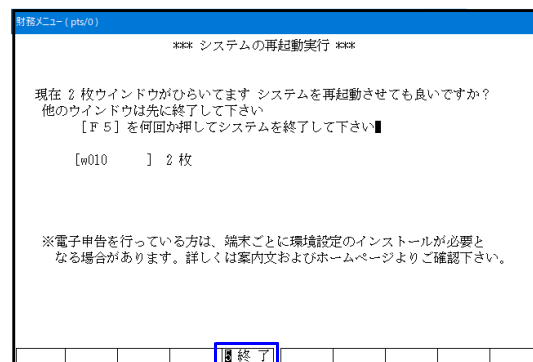 財務メニュー ( pts/0 )
*** システムの再起動実行 ***
現在 2 枚ウインドウがひらいてます システムを再起動させても良いですか？
他のウインドウは先に終了して下さい
[Ｆ５] を何回か押してシステムを終了して下さい
[w010 ] 2 枚
※電子申告を行っている方は、端末ごとに環境設定のインストールが必要と
なる場合があります。詳しくは案内文およびホームページよりご確認下さい。
5 終 了